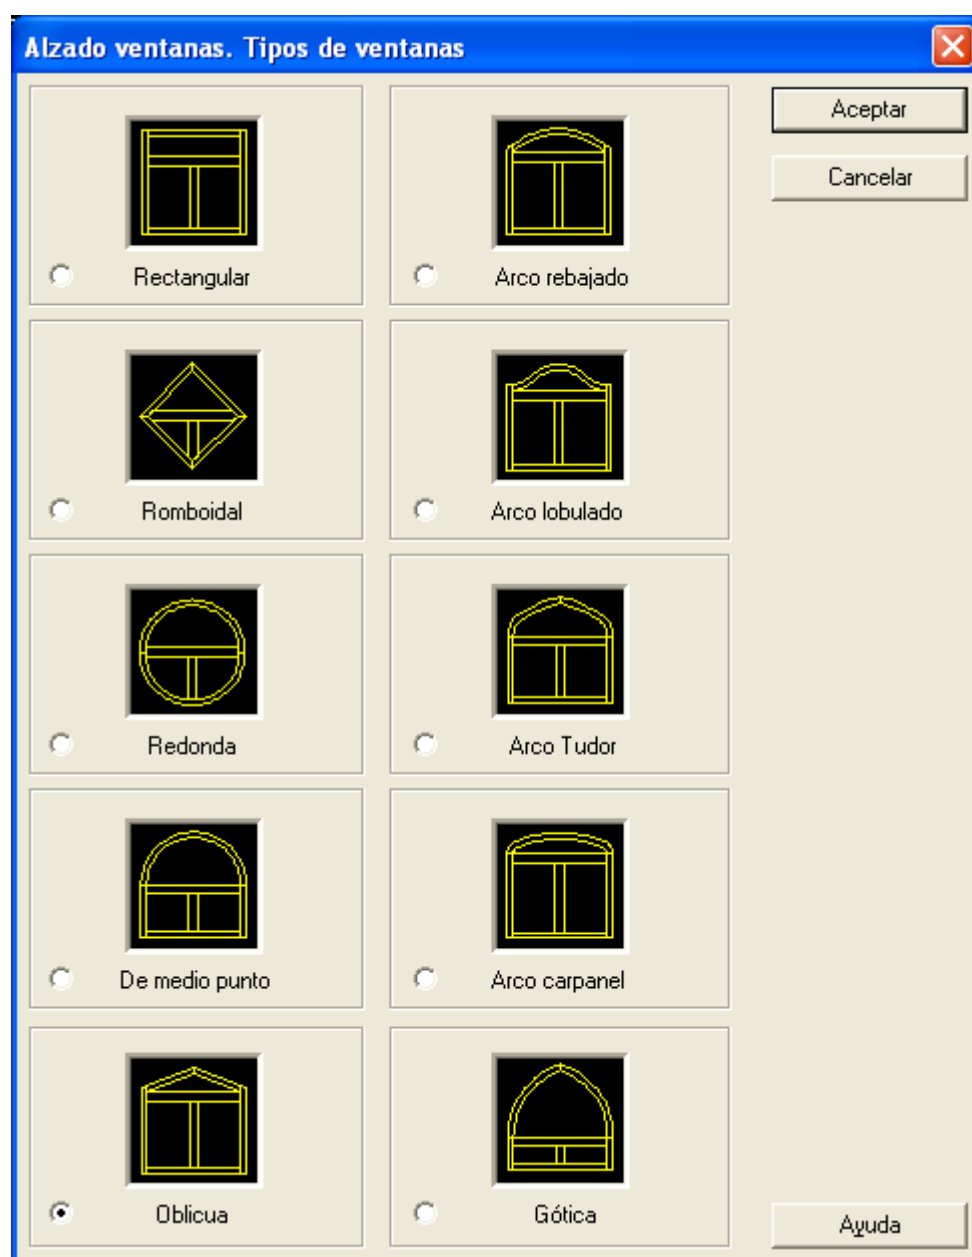 Alzado ventanas. Tipos de ventanas
Aceptar
Cancelar
Rectangular
Arco rebajado
Romboidal
Arco lobulado
Redonda
Arco Tudor
De medio punto
Arco carpanel
Oblicua
Gótica
Ayuda